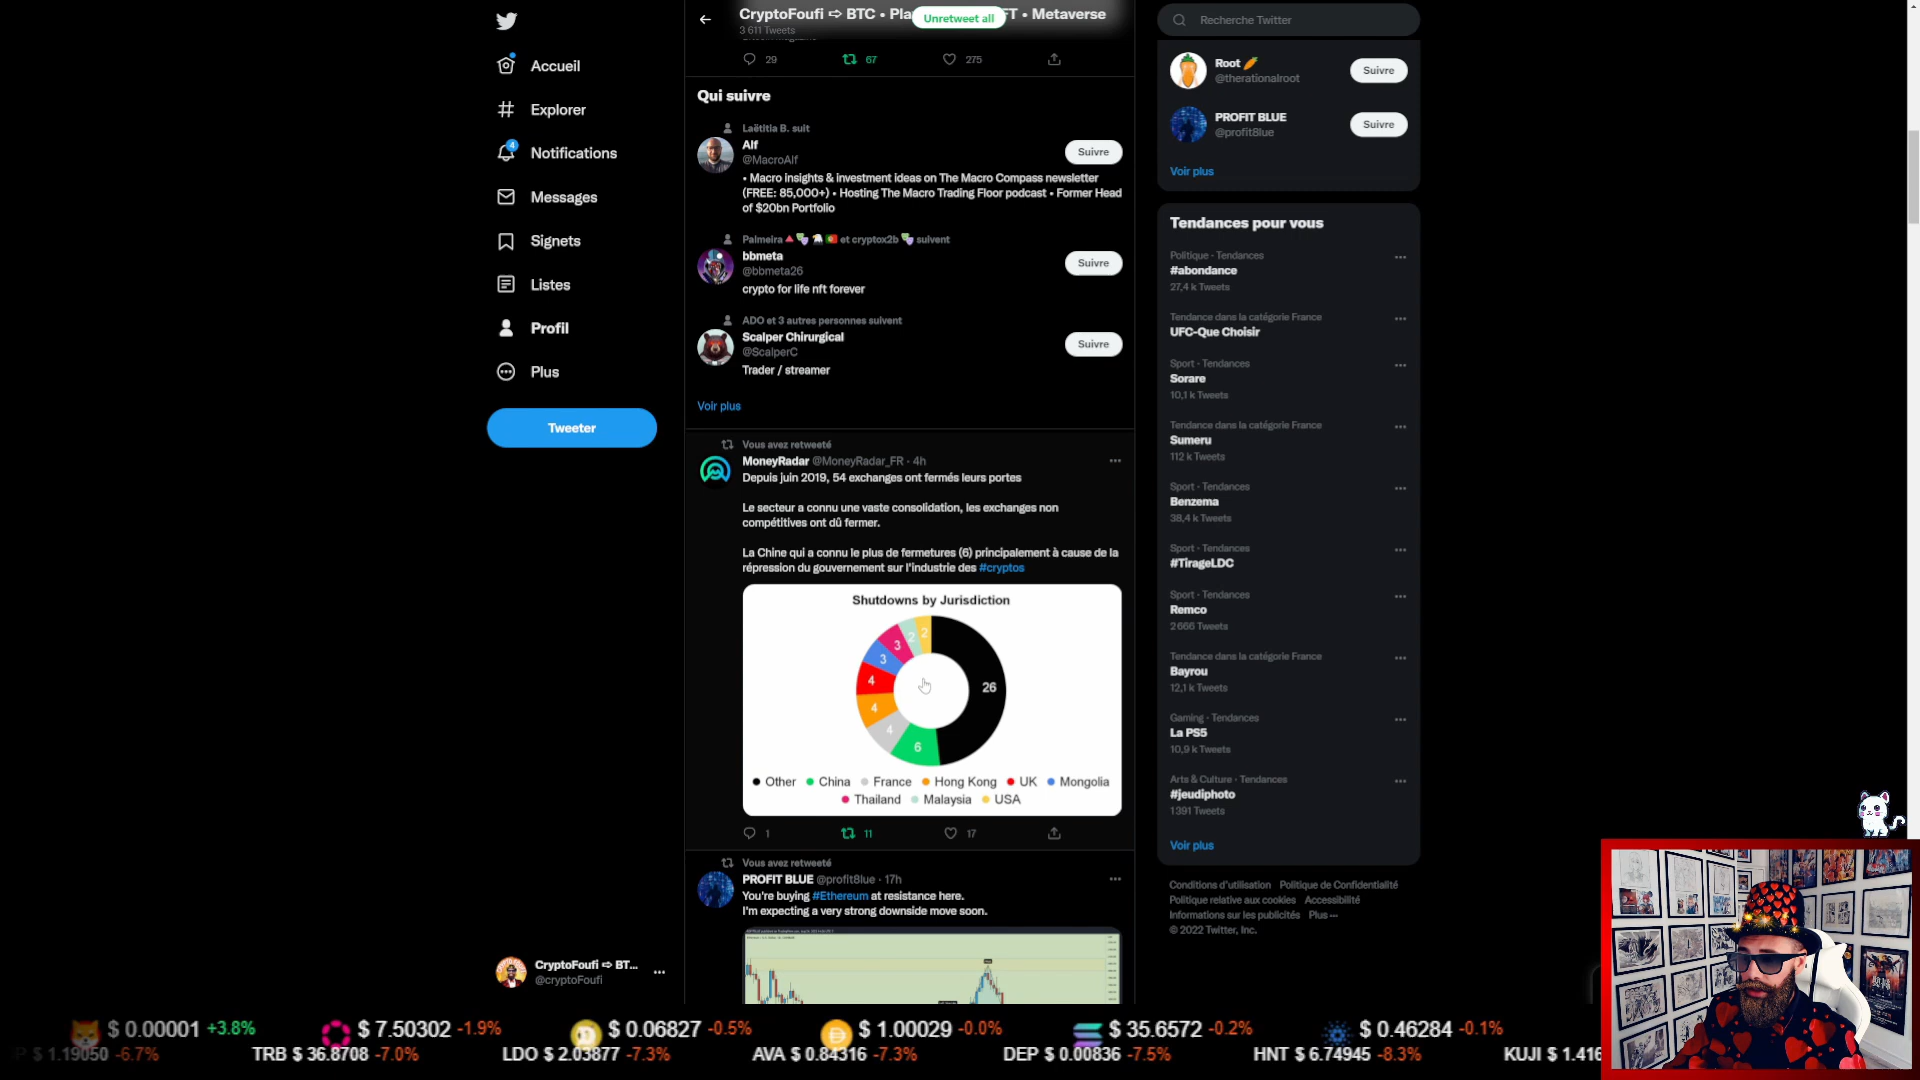 CryptoFoufi ➪ BTC • Pla
Unretweet all
FT • Metaverse
3 611 Tweets
29
67
275
Accueil
Explorer
4
Notifications
Messages
Signets
Listes
Profil
Plus
Tweeter
CryptoFoufi ➪ BT...
@cryptoFoufi
Qui suivre
Laëtitia B. suit
Alf
@MacroAlf
Suivre
• Macro insights & investment ideas on The Macro Compass newsletter
(FREE: 85,000+) • Hosting The Macro Trading Floor podcast • Former Head
of $20bn Portfolio
Palmeira et cryptox2b suivent
bbmeta
@bbmeta26
Suivre
crypto for life nft forever
ADO et 3 autres personnes suivent
Scalper Chirurgical
@ScalperC
Suivre
Trader / streamer
Voir plus
Vous avez retweeté
MoneyRadar @MoneyRadar_FR · 4h
Depuis juin 2019, 54 exchanges ont fermés leurs portes
Le secteur a connu une vaste consolidation, les exchanges non
compétitives ont dû fermer.
La Chine qui a connu le plus de fermetures (6) principalement à cause de la
répression du gouvernement sur l'industrie des #cryptos
Shutdowns by Jurisdiction
2
2
3
3
4
26
4
4
6
Other China France Hong Kong UK Mongolia
Thailand Malaysia USA
1
11
17
Vous avez retweeté
PROFIT BLUE @profit8lue · 17h
You're buying #Ethereum at resistance here.
I'm expecting a very strong downside move soon.
Recherche Twitter
Root
@therationalroot
Suivre
PROFIT BLUE
@profit8lue
Suivre
Voir plus
Tendances pour vous
Politique · Tendances
#abondance
27,4 k Tweets
Tendance dans la catégorie France
UFC-Que Choisir
Sport · Tendances
Sorare
10,1 k Tweets
Tendance dans la catégorie France
Sumeru
112 k Tweets
Sport · Tendances
Benzema
38,4 k Tweets
Sport · Tendances
#TirageLDC
Sport · Tendances
Remco
2 666 Tweets
Tendance dans la catégorie France
Bayrou
12,1 k Tweets
Gaming · Tendances
La PS5
10,9 k Tweets
Arts & Culture · Tendances
#jeudiphoto
1 391 Tweets
Voir plus
Conditions d'utilisation Politique de Confidentialité
Politique relative aux cookies Accessibilité
Informations sur les publicités Plus ...
© 2022 Twitter, Inc.
$ 0.00001 +3.8% $ 7.50302 -1.9% $ 0.06827 -0.5% $ 1.00029 -0.0% $ 35.6572 -0.2% $ 0.46284 -0.1%
P $ 1.19050 -6.7% TRB $ 36.8708 -7.0% LDO $ 2.03877 -7.3% AVA $ 0.84316 -7.3% DEP $ 0.00836 -7.5% HNT $ 6.74945 -8.3% KUJI $ 1.416